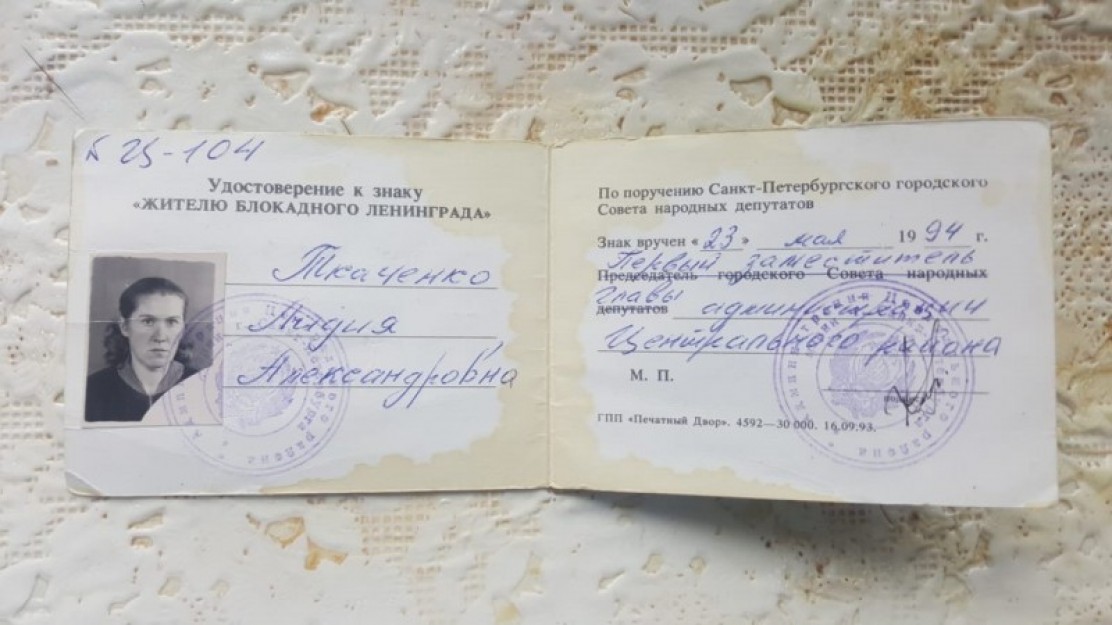 № Ц-104
Удостоверение к знаку
«ЖИТЕЛЮ БЛОКАДНОГО ЛЕНИНГРАДА»
Ткаченко
Лидия
Александровна
По поручению Санкт-Петербургского городского
Совета народных депутатов
Знак вручен « 23 » мая 1994 г.
Первый заместитель
Председатель городского Совета народных
главы
депутатов администрации
Центрального района
М. П.
ГПП «Печатный Двор». 4592—30 000. 16.09.93.